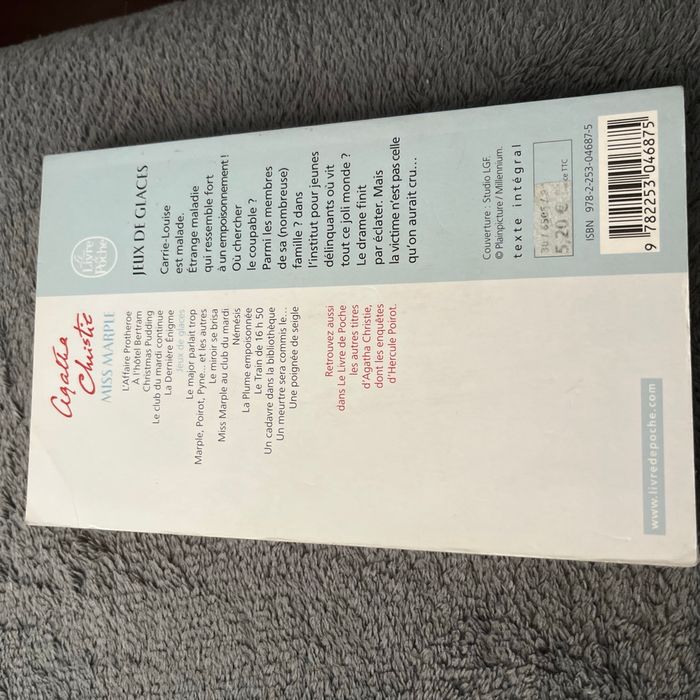 Agatha
Christie
MISS MARPLE
L'Affaire Protheroe
À l'hôtel Bertram
Christmas Pudding
Le club du mardi continue
La Dernière Énigme
Jeux de glaces
Le major parlait trop
Marple, Poirot, Pyne... et les autres
Le miroir se brisa
Miss Marple au club du mardi
Némésis
La Plume empoisonnée
Le Train de 16 h 50
Un cadavre dans la bibliothèque
Un meurtre sera commis le...
Une poignée de seigle
Retrouvez aussi
dans Le Livre de Poche
les autres titres
d'Agatha Christie,
dont les enquêtes
d'Hercule Poirot.
www.livredepoche.com
Le
Livre
de
Poche
JEUX DE GLACES
Carrie-Louise
est malade.
Étrange maladie
qui ressemble fort
à un empoisonnement !
Où chercher
le coupable ?
Parmi les membres
de sa (nombreuse)
famille ? dans
l'institut pour jeunes
délinquants où vit
tout ce joli monde ?
Le drame finit
par éclater. Mais
la victime n'est pas celle
qu'on aurait cru...
Couverture : Studio LGF.
© Plainpicture / Millennium.
texte intégral
5,20 €
ce TTC
ISBN 978-2-253-04687-5
9 782253 046875